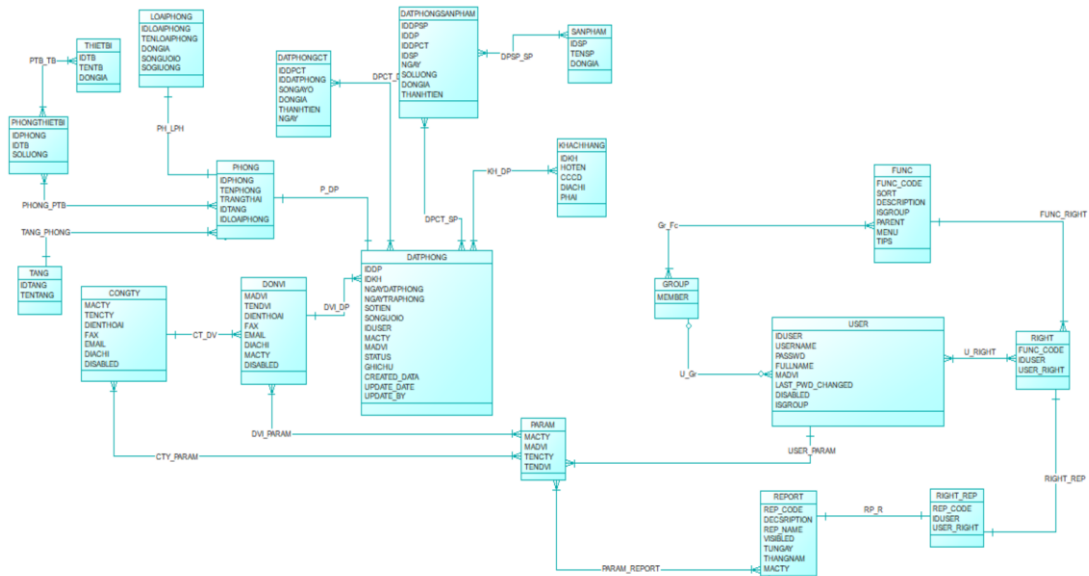 LOAIPHONG
IDLOAIPHONG
TENLOAIPHONG
DONGIA
SONGUOIO
SOGIUONG
THIETBI
IDTB
TENTB
DONGIA
PTB_TB
PHONGTHIETBI
IDPHONG
IDTB
SOLUONG
PHONG_PTB
TANG_PHONG
TANG
IDTANG
TENTANG
PH_LPH
PHONG
IDPHONG
TENPHONG
TRANGTHAI
IDTANG
IDLOAIPHONG
P_DP
DATPHONGCT
IDDPCT
IDDATPHONG
SONGAYO
DONGIA
THANHTIEN
NGAY
DATPHONGSANPHAM
IDDPSP
IDDP
IDDPCT
IDSP
NGAY
SOLUONG
DONGIA
THANHTIEN
DPSP_SP
SANPHAM
IDSP
TENSP
DONGIA
DPCT_SP
KH_DP
KHACHHANG
IDKH
HOTEN
CCCD
DIACHI
PHAI
DATPHONG
IDDP
IDKH
NGAYDATPHONG
NGAYTRAPHONG
SOTIEN
SONGUOIO
IDUSER
MACTY
MADVI
STATUS
GHICHU
CREATED_DATA
UPDATE_DATE
UPDATE_BY
CONGTY
MACTY
TENCTY
DIENTHOAI
FAX
EMAIL
DIACHI
DISABLED
CT_DV
DONVI
MADVI
TENDVI
DIENTHOAI
FAX
EMAIL
DIACHI
MACTY
DISABLED
DVI_DP
DVI_PARAM
CTY_PARAM
PARAM
MACTY
MADVI
TENCTY
TENDVI
PARAM_REPORT
USER_PARAM
FUNC
FUNC_CODE
SORT
DESCRIPTION
ISGROUP
PARENT
MENU
TIPS
FUNC_RIGHT
Gr_Fc
GROUP
MEMBER
U_Gr
USER
IDUSER
USERNAME
PASSWD
FULLNAME
MADVI
LAST_PWD_CHANGED
DISABLED
ISGROUP
U_RIGHT
RIGHT
FUNC_CODE
IDUSER
USER_RIGHT
RIGHT_REP
REPORT
REP_CODE
DECSRIPTION
REP_NAME
VISIBLED
TUNGAY
THANGNAM
MACTY
RP_R
RIGHT_REP
REP_CODE
IDUSER
USER_RIGHT